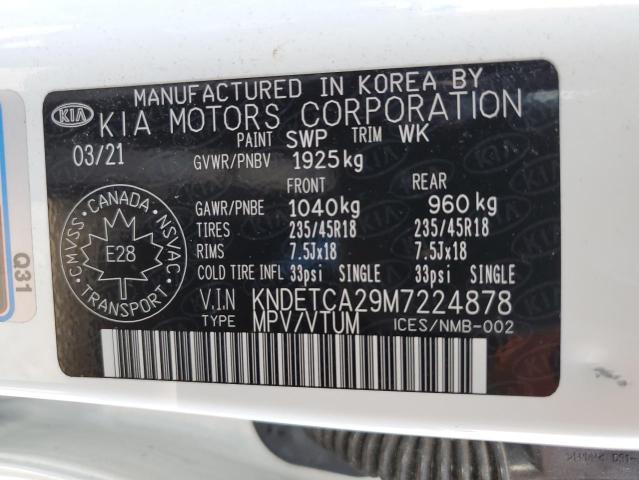 MANUFACTURED IN KOREA BY
KIA KIA MOTORS CORPORATION
03/21 PAINT SWP TRIM WK
GVWR/PNBV 1925kg
FRONT REAR
GAWR/PNBE 1040kg 960kg
TIRES 235/45R18 235/45R18
RIMS 7.5Jx18 7.5Jx18
COLD TIRE INFL 33psi SINGLE 33psi SINGLE
V.I.N KNDETCA29M7224878
TYPE MPV/VTUM ICES/NMB-002
CANADA
CMVSS NSVAC
E28
TRANSPORT
Q31